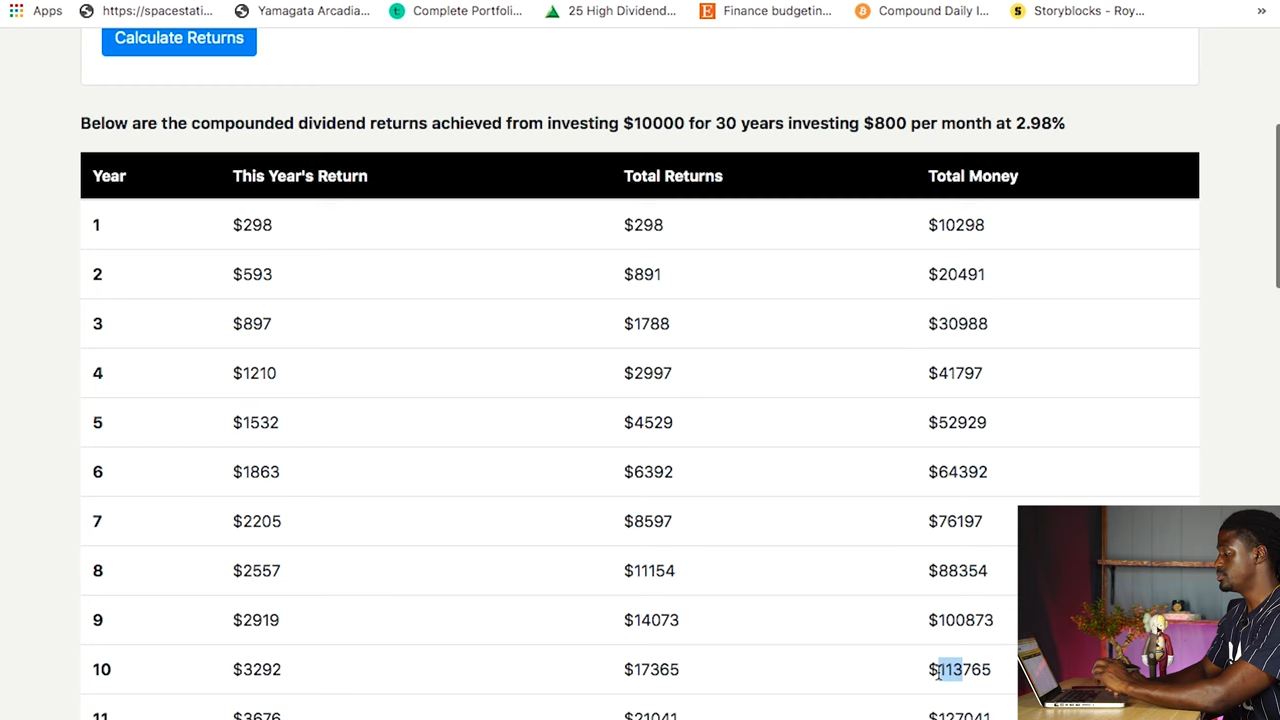 Apps https://spacestati... Yamagata Arcadia... Complete Portfoli... 25 High Dividend... Finance budgetin... Compound Daily I... Storyblocks - Roy... »
Calculate Returns
Below are the compounded dividend returns achieved from investing $10000 for 30 years investing $800 per month at 2.98%
Year This Year's Return Total Returns Total Money
1 $298 $298 $10298
2 $593 $891 $20491
3 $897 $1788 $30988
4 $1210 $2997 $41797
5 $1532 $4529 $52929
6 $1863 $6392 $64392
7 $2205 $8597 $76197
8 $2557 $11154 $88354
9 $2919 $14073 $100873
10 $3292 $17365 $113765
11 $3676 $21041 $127041